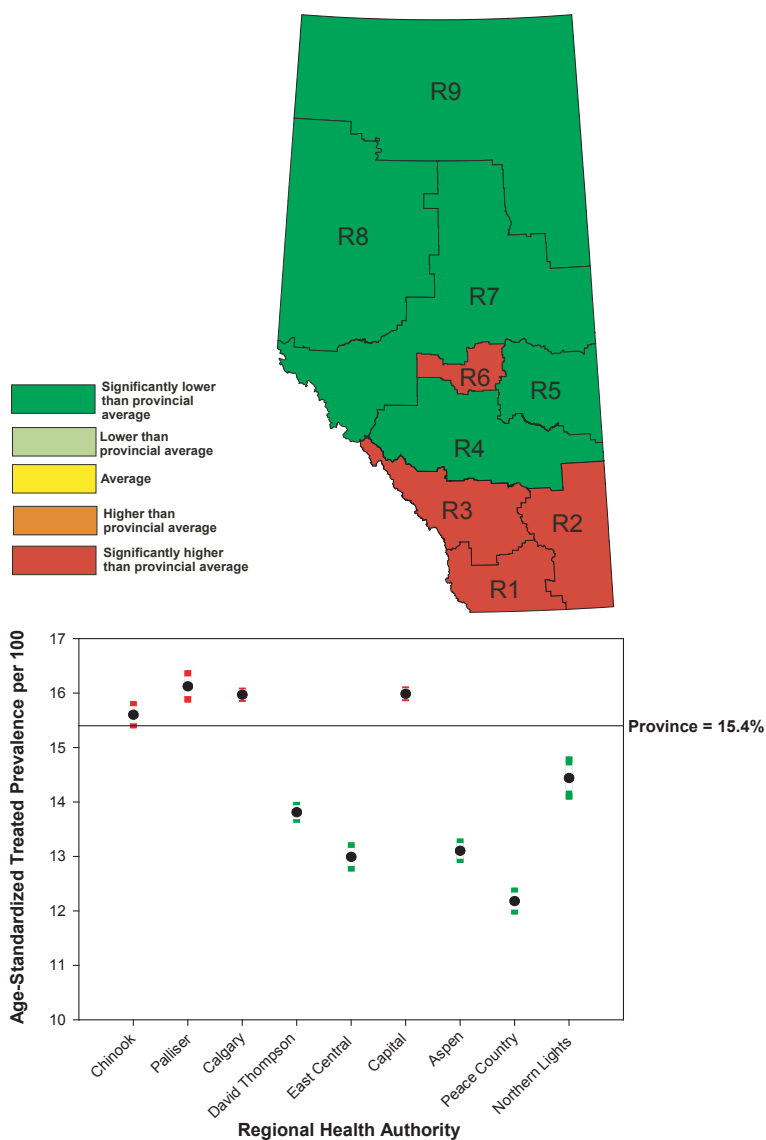 R9
R8
R7
R6
R5
R4
R3
R2
R1
Significantly lower
than provincial
average
Lower than
provincial average
Average
Higher than
provincial average
Significantly higher
than provincial average
Age-Standardized Treated Prevalence per 100
17
16
15
14
13
12
11
10
Province = 15.4%
Chinook
Palliser
Calgary
David Thompson
East Central
Capital
Aspen
Peace Country
Northern Lights
Regional Health Authority